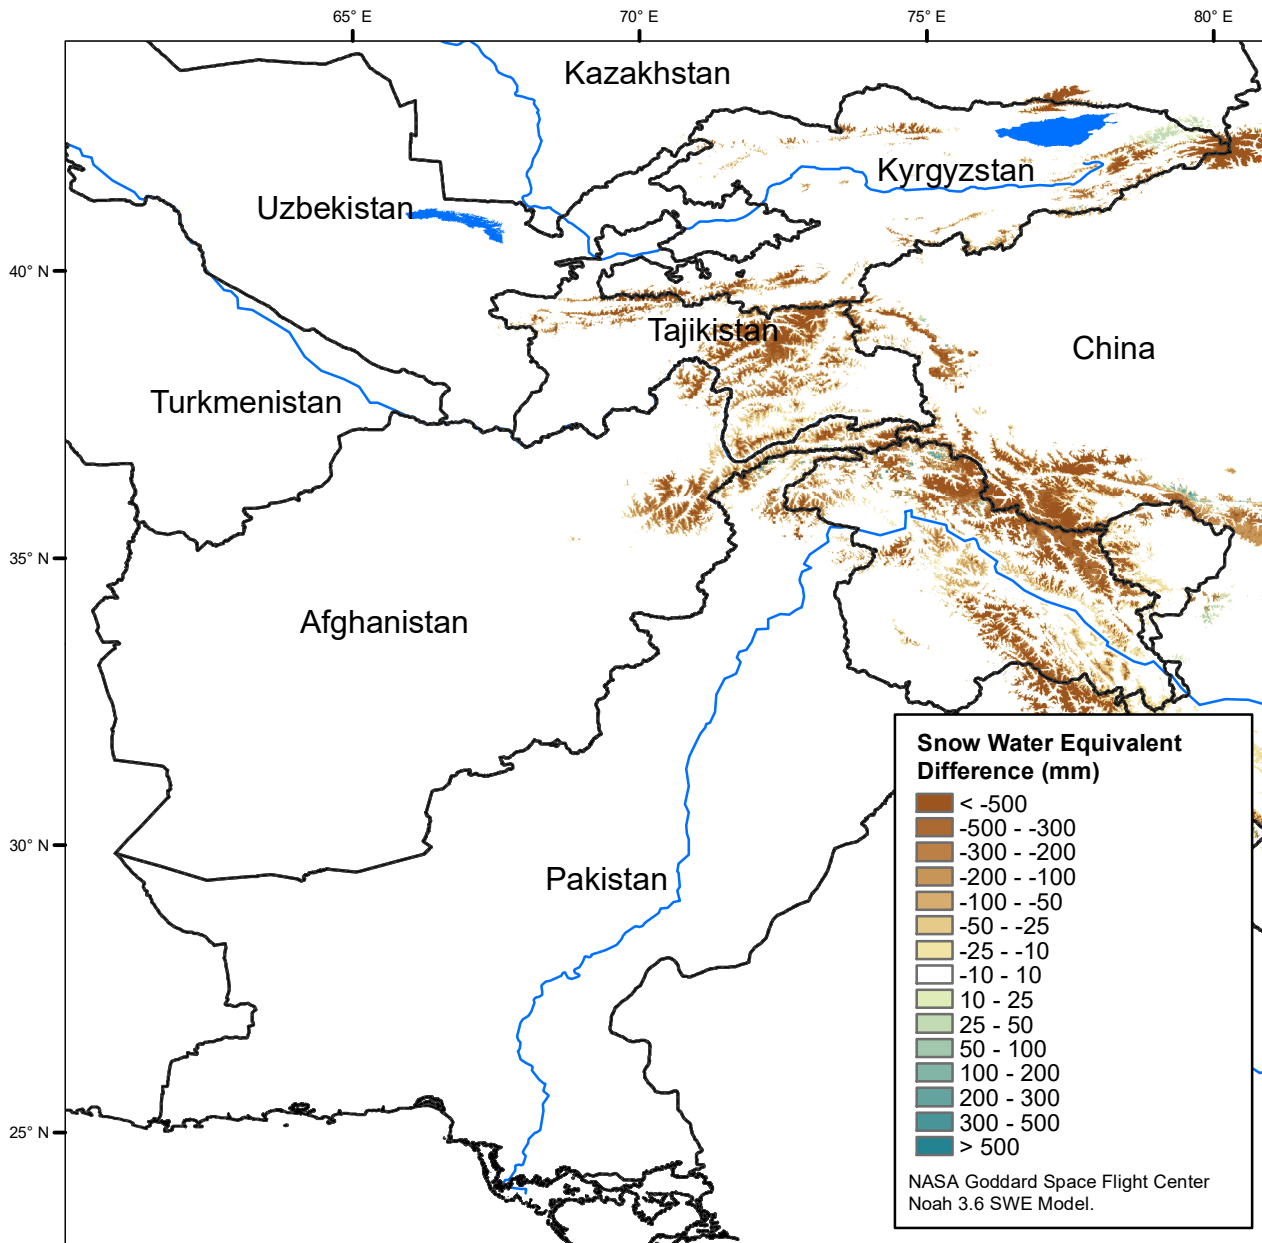 65° E
70° E
75° E
80° E
Kazakhstan
Kyrgyzstan
Uzbekistan
40° N
Tajikistan
China
Turkmenistan
35° N
Afghanistan
Snow Water Equivalent
Difference (mm)
< -500
-500 - -300
-300 - -200
-200 - -100
-100 - -50
-50 - -25
-25 - -10
-10 - 10
10 - 25
25 - 50
50 - 100
100 - 200
200 - 300
300 - 500
> 500
30° N
Pakistan
25° N
NASA Goddard Space Flight Center
Noah 3.6 SWE Model.